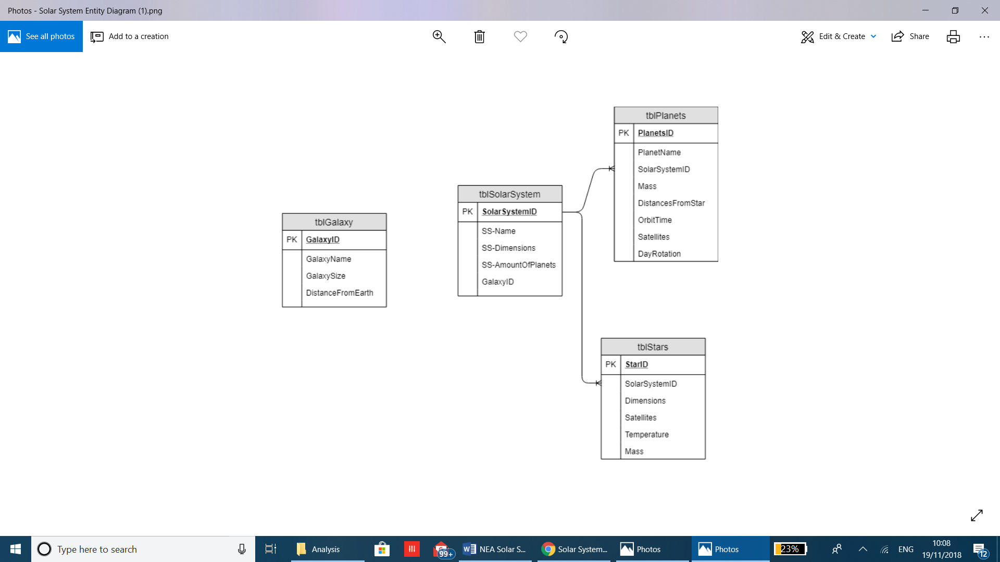 Photos - Solar System Entity Diagram (1).png
See all photos
Add to a creation
Edit & Create
Share
tblGalaxy
PK GalaxyID
GalaxyName
GalaxySize
DistanceFromEarth
tblSolarSystem
PK SolarSystemID
SS-Name
SS-Dimensions
SS-AmountOfPlanets
GalaxyID
tblPlanets
PK PlanetsID
PlanetName
SolarSystemID
Mass
DistancesFromStar
OrbitTime
Satellites
DayRotation
tblStars
PK StarID
SolarSystemID
Dimensions
Satellites
Temperature
Mass
Type here to search
Analysis
99+
NEA Solar S...
Solar System...
Photos
Photos
23%
ENG
10:08
19/11/2018
12